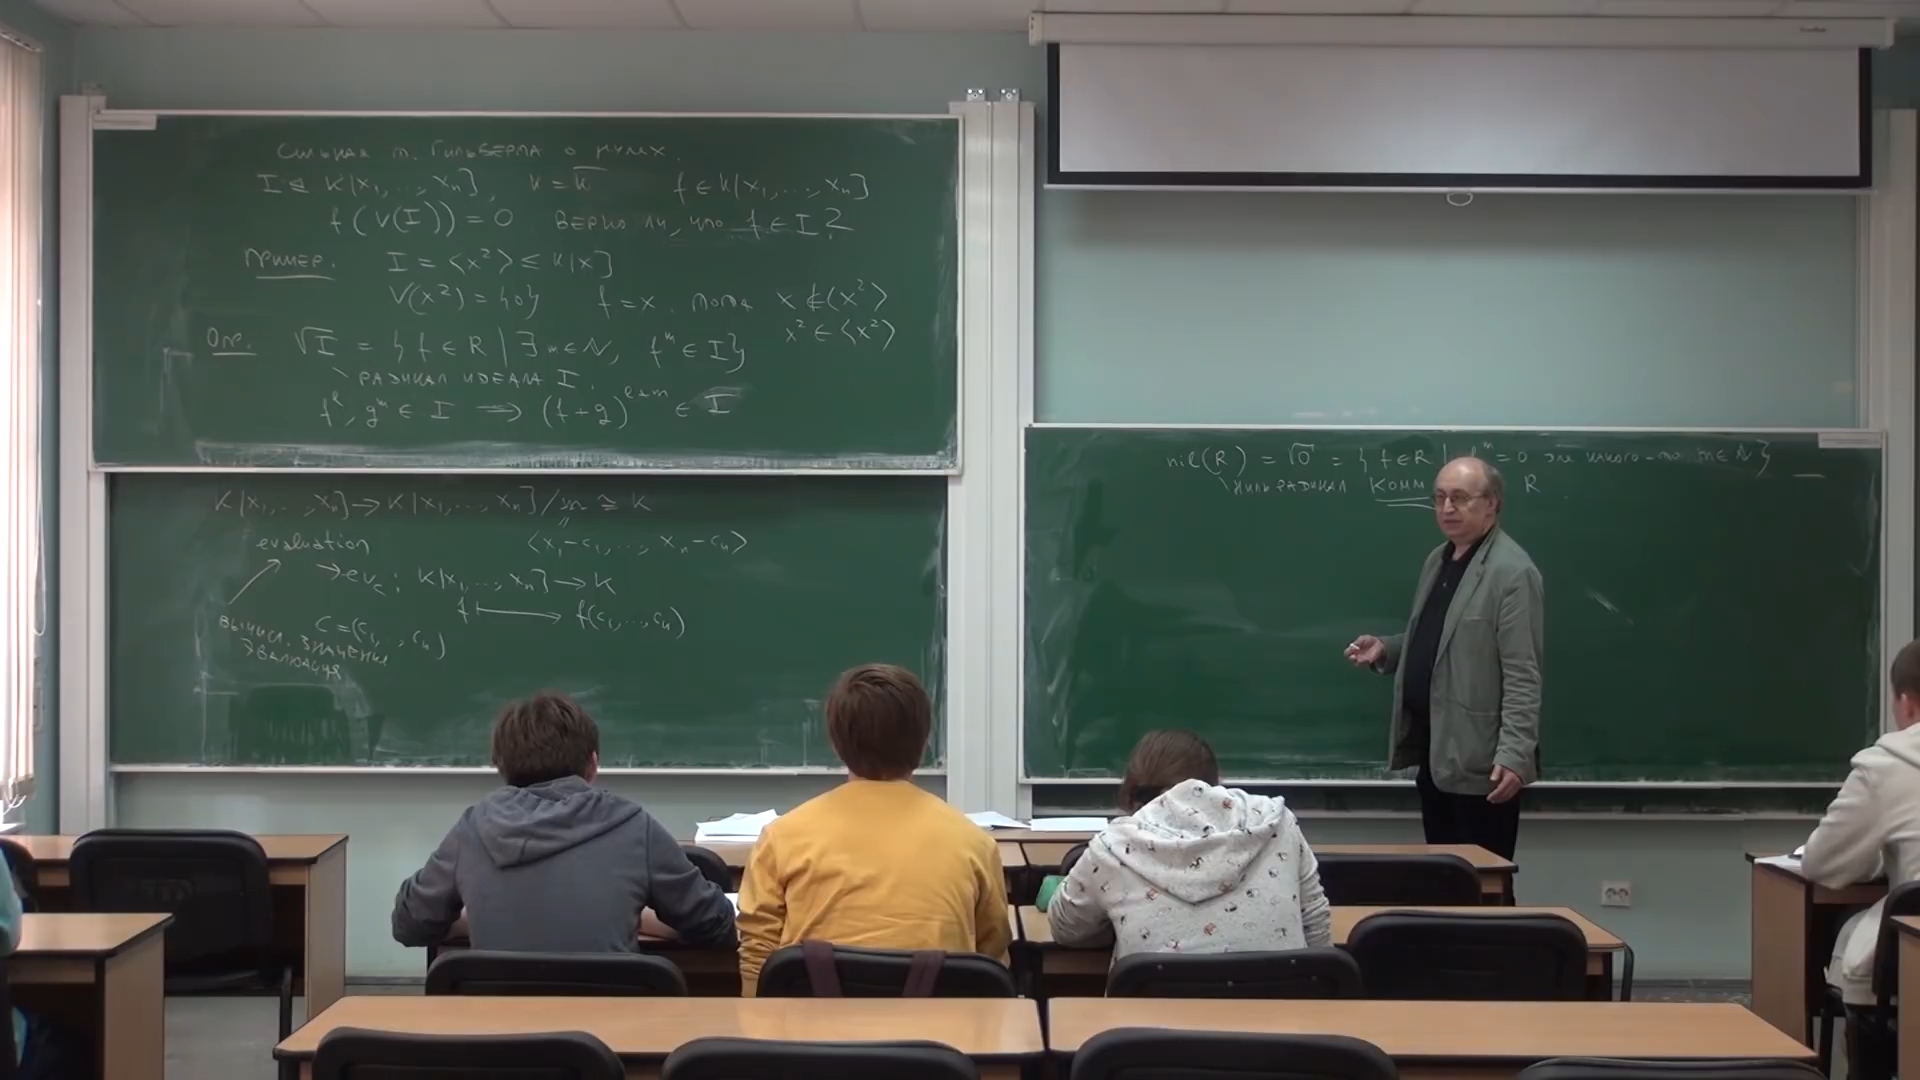 Сильная т. Гильберта о нулях.
I ⊴ K[x₁, ..., xₙ], K = K̅ f ∈ K[x₁, ..., xₙ]
f(V(I)) = 0 верно ли, что f ∈ I?
Пример. I = ⟨x²⟩ ≤ K[x]
V(x²) = {0} f = x, тогда x ∉ ⟨x²⟩
x² ∈ ⟨x²⟩
Опр. √I = { f ∈ R | ∃ m ∈ N, fᵐ ∈ I }
радикал идеала I.
fˡ, gᵐ ∈ I ⟹ (f + g)ˡ⁺ᵐ ∈ I
K[x₁, ..., xₙ] → K[x₁, ..., xₙ]/𝔪 ≅ K
evaluation ⟨x₁ - c₁, ..., xₙ - cₙ⟩
→ ev_c : K[x₁, ..., xₙ] → K
f ↦ f(c₁, ..., cₙ)
c = (c₁, ..., cₙ)
вычисл. значения
эвалюация
nil(R) = √0 = { f ∈ R | fᵐ = 0 для какого-то m ∈ N }
нильрадикал комм R